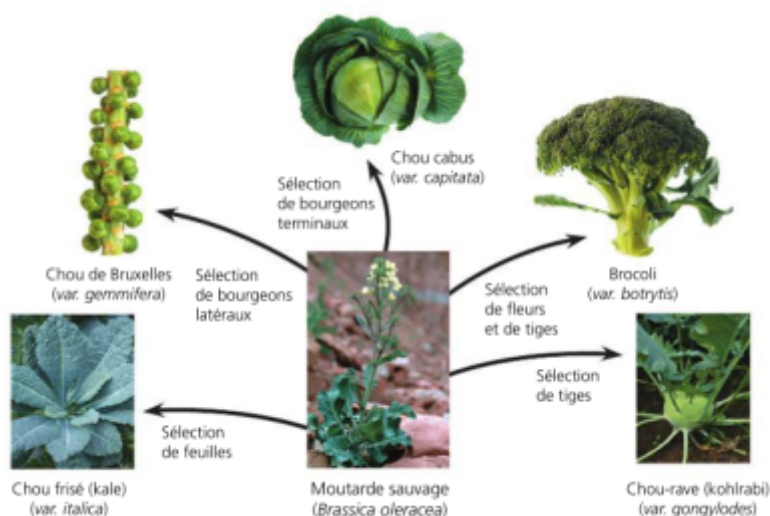 Chou cabus
(var. capitata)
Sélection
de bourgeons
terminaux
Chou de Bruxelles
(var. gemmifera)
Sélection
de bourgeons
latéraux
Brocoli
(var. botrytis)
Sélection
de fleurs
et de tiges
Sélection
de tiges
Sélection
de feuilles
Chou frisé (kale)
(var. italica)
Moutarde sauvage
(Brassica oleracea)
Chou-rave (kohlrabi)
(var. gongylodes)